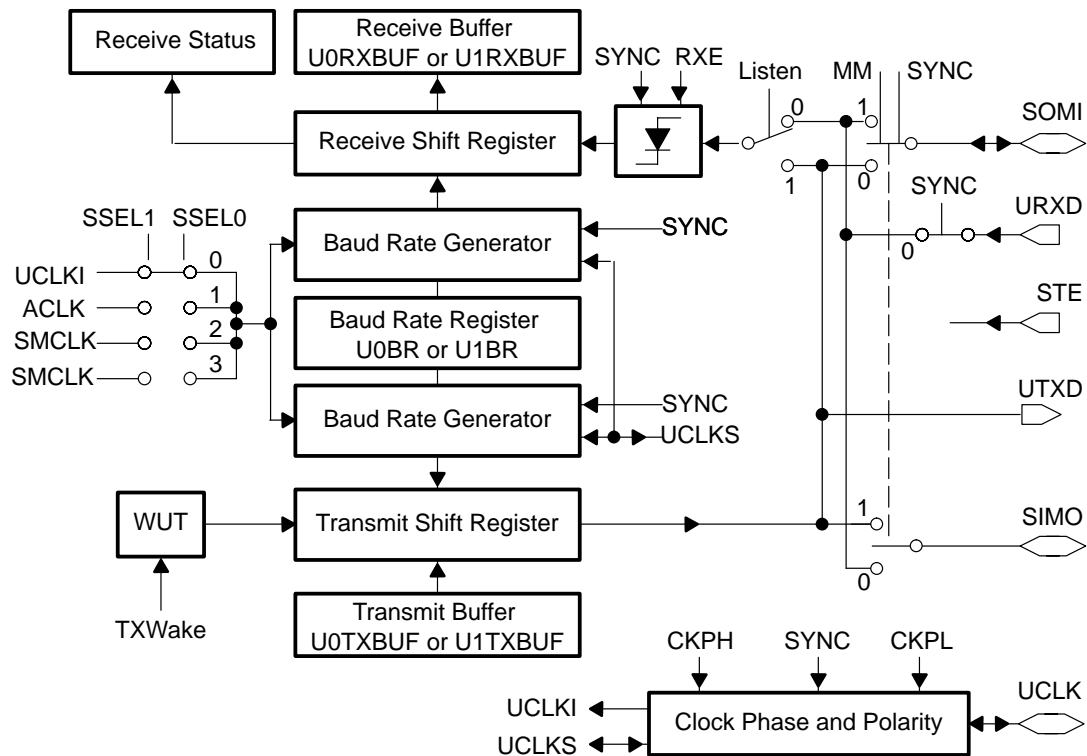 Receive Status
Receive Buffer
U0RXBUF or U1RXBUF
SYNC RXE
Listen
MM
SYNC
SOMI
0
1
Receive Shift Register
1
0
SYNC
URXD
0
SSEL1 SSEL0
Baud Rate Generator
SYNC
UCLKI
0
ACLK
1
SMCLK
2
SMCLK
3
Baud Rate Register
U0BR or U1BR
STE
Baud Rate Generator
SYNC
UCLKS
UTXD
WUT
Transmit Shift Register
1
SIMO
0
TXWake
Transmit Buffer
U0TXBUF or U1TXBUF
CKPH SYNC CKPL
UCLK
UCLKI
Clock Phase and Polarity
UCLKS